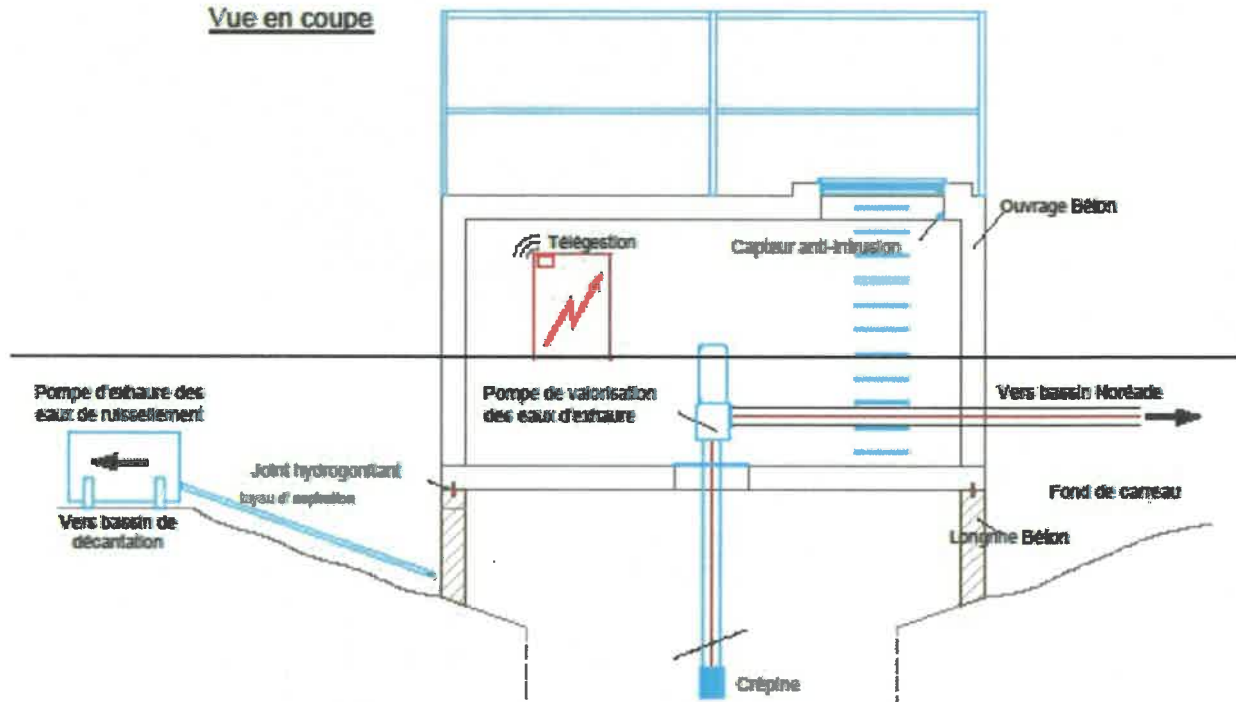 Vue en coupe
Ouvrage Béton
Télégestion
Capteur anti-intrusion
Pompe d'exhaure des
eaux de ruissellement
Pompe de valorisation
des eaux d'exhaure
Vers bassin Noréade
Joint hydrogonflant
tuyau d' aspiration
Fond de carreau
Vers bassin de
décantation
Longrine Béton
Crépine